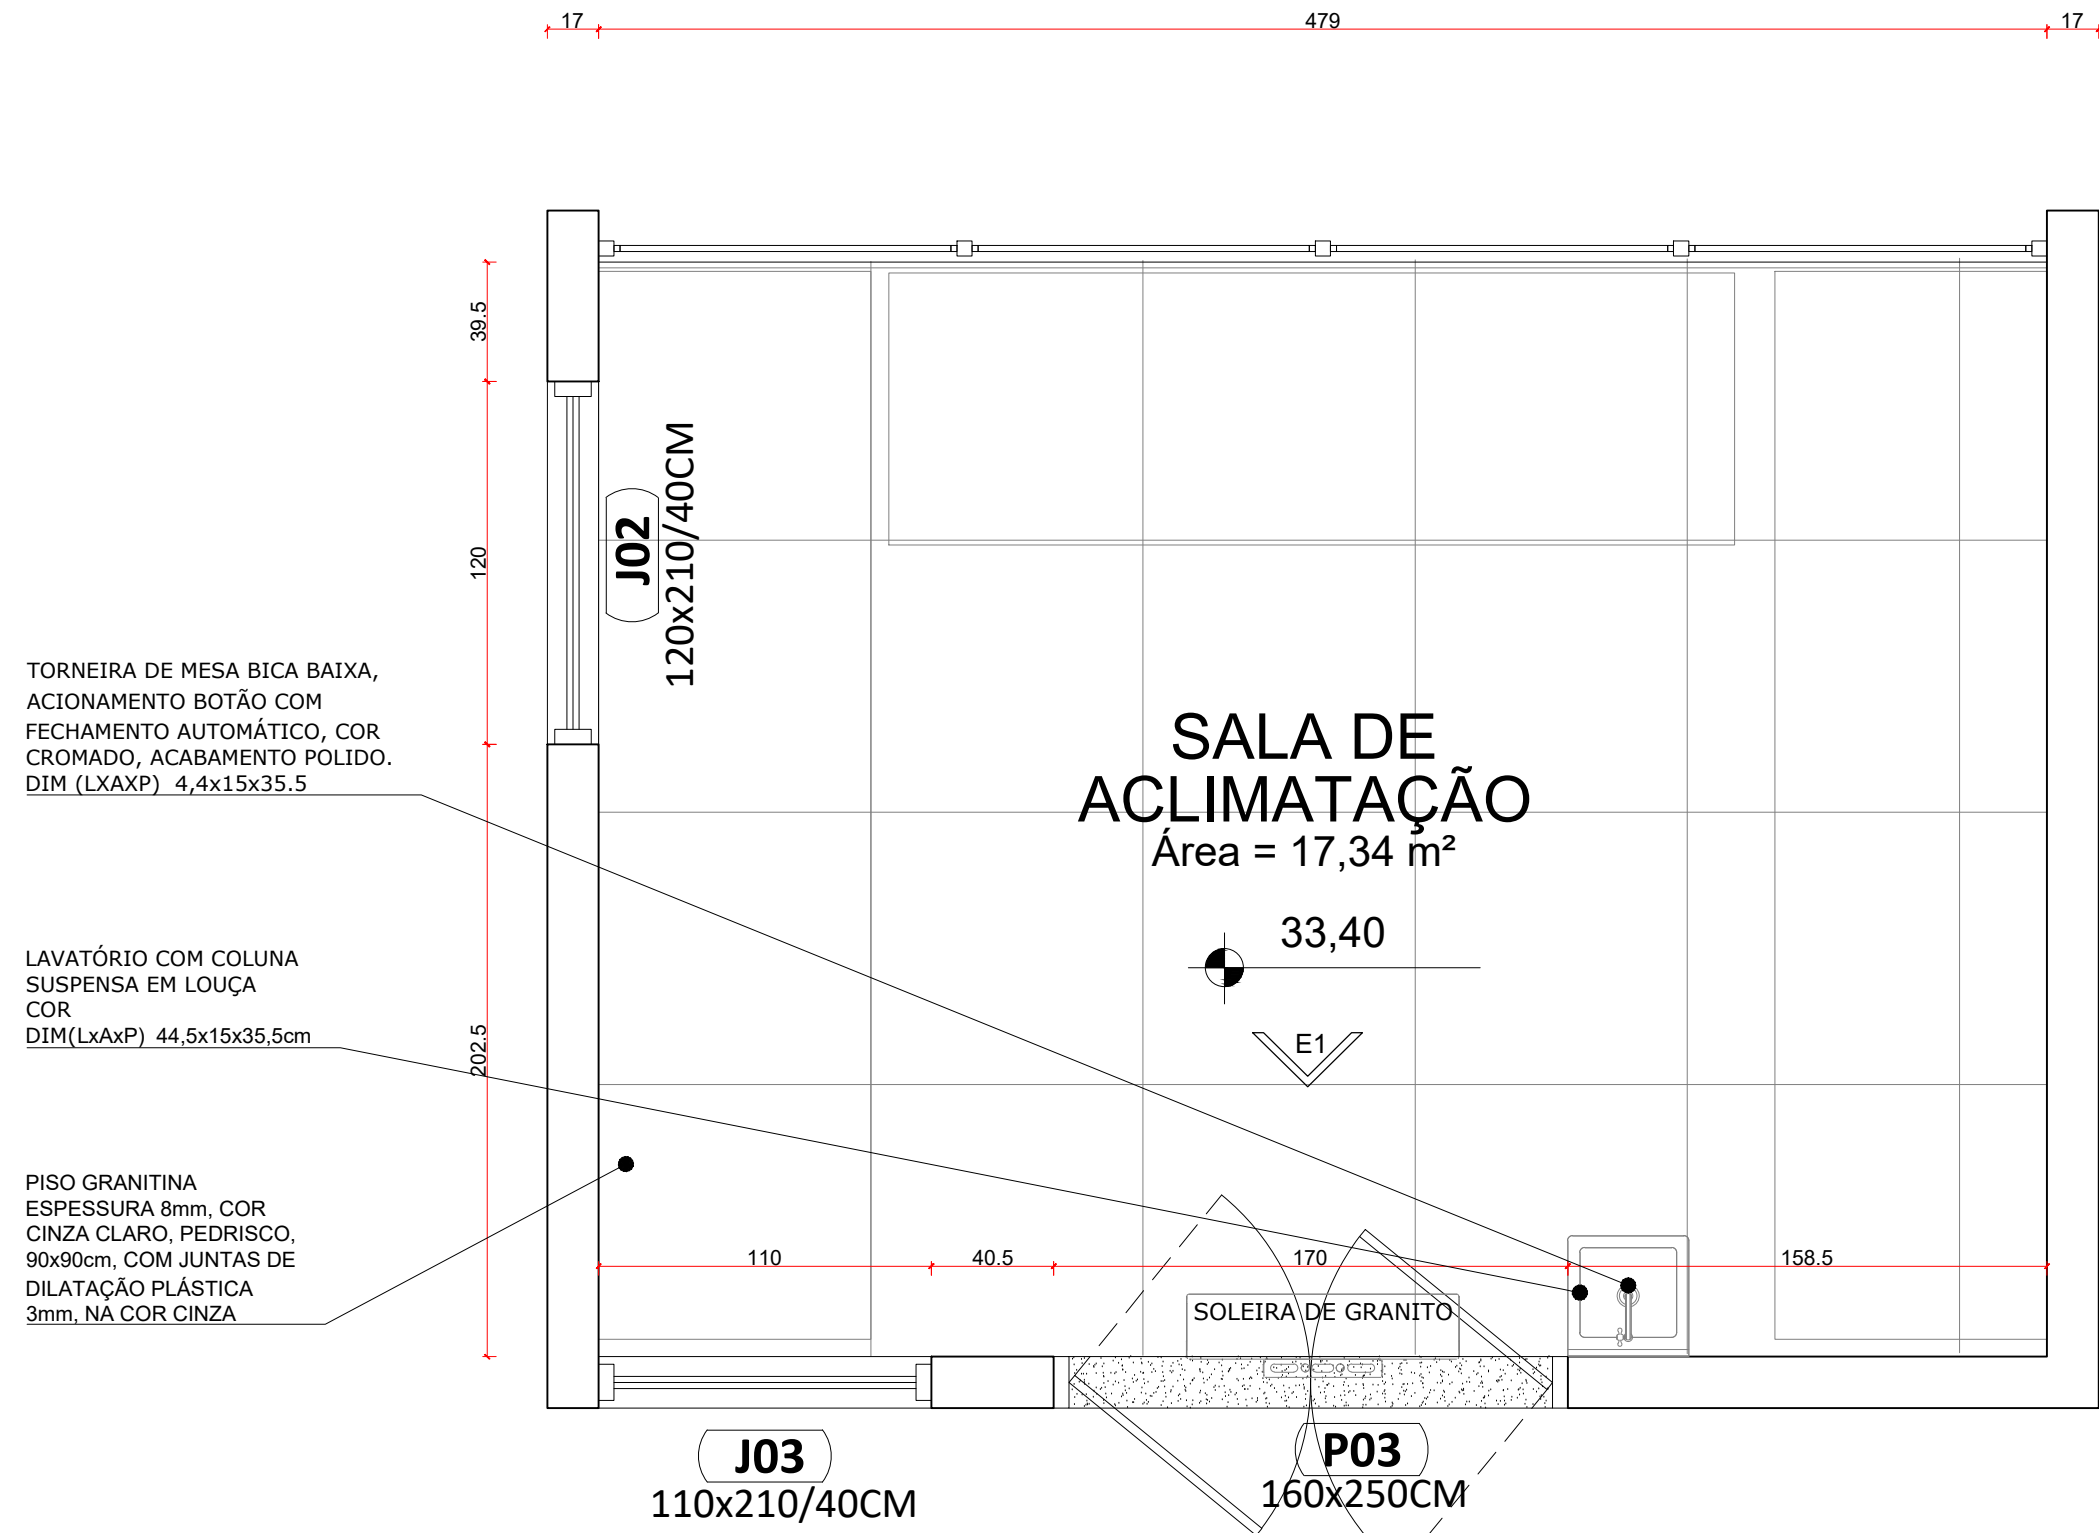 17
479
17
39.5
120
202.5
J02
120x210/40CM
TORNEIRA DE MESA BICA BAIXA,
ACIONAMENTO BOTÃO COM
FECHAMENTO AUTOMÁTICO, COR
CROMADO, ACABAMENTO POLIDO.
DIM (LXAXP) 4,4x15x35.5
SALA DE
ACLIMATAÇÃO
Área = 17,34 m²
33,40
E1
LAVATÓRIO COM COLUNA
SUSPENSA EM LOUÇA
COR
DIM(LxAxP) 44,5x15x35,5cm
PISO GRANITINA
ESPESSURA 8mm, COR
CINZA CLARO, PEDRISCO,
90x90cm, COM JUNTAS DE
DILATAÇÃO PLÁSTICA
3mm, NA COR CINZA
110
40.5
170
158.5
SOLEIRA DE GRANITO
J03
110x210/40CM
P03
160x250CM